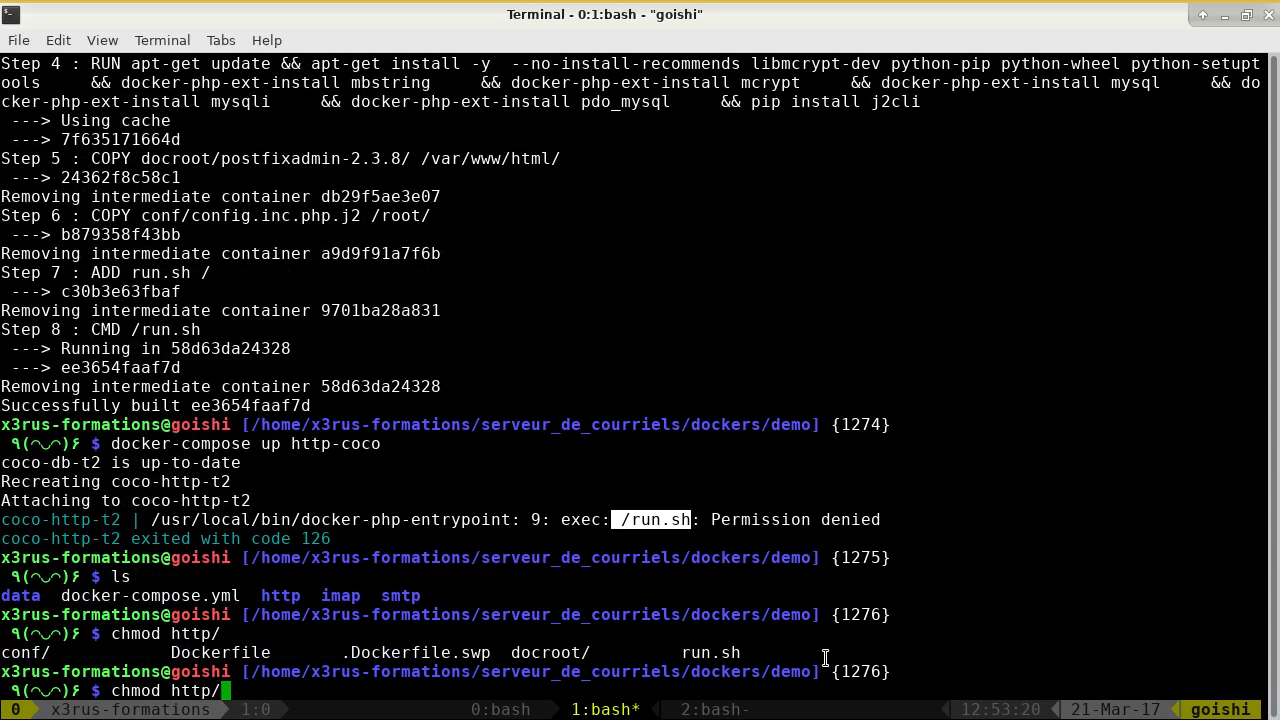 Terminal - 0:1:bash - "goishi"
File Edit View Terminal Tabs Help
Step 4 : RUN apt-get update && apt-get install -y  --no-install-recommends libmcrypt-dev python-pip python-wheel python-setupt
ools     && docker-php-ext-install mbstring     && docker-php-ext-install mcrypt     && docker-php-ext-install mysql     && do
cker-php-ext-install mysqli     && docker-php-ext-install pdo_mysql     && pip install j2cli
 ---> Using cache
 ---> 7f635171664d
Step 5 : COPY docroot/postfixadmin-2.3.8/ /var/www/html/
 ---> 24362f8c58c1
Removing intermediate container db29f5ae3e07
Step 6 : COPY conf/config.inc.php.j2 /root/
 ---> b879358f43bb
Removing intermediate container a9d9f91a7f6b
Step 7 : ADD run.sh /
 ---> c30b3e63fbaf
Removing intermediate container 9701ba28a831
Step 8 : CMD /run.sh
 ---> Running in 58d63da24328
 ---> ee3654faaf7d
Removing intermediate container 58d63da24328
Successfully built ee3654faaf7d
x3rus-formations@goishi [/home/x3rus-formations/serveur_de_courriels/dockers/demo] {1274}
 ٩(◠◡◠)۶ $ docker-compose up http-coco
coco-db-t2 is up-to-date
Recreating coco-http-t2
Attaching to coco-http-t2
coco-http-t2 | /usr/local/bin/docker-php-entrypoint: 9: exec: /run.sh: Permission denied
coco-http-t2 exited with code 126
x3rus-formations@goishi [/home/x3rus-formations/serveur_de_courriels/dockers/demo] {1275}
 ٩(◠◡◠)۶ $ ls
data  docker-compose.yml  http  imap  smtp
x3rus-formations@goishi [/home/x3rus-formations/serveur_de_courriels/dockers/demo] {1276}
 ٩(◠◡◠)۶ $ chmod http/
conf/            Dockerfile       .Dockerfile.swp  docroot/         run.sh
x3rus-formations@goishi [/home/x3rus-formations/serveur_de_courriels/dockers/demo] {1276}
 ٩(◠◡◠)۶ $ chmod http/
0 x3rus-formations 1:0 0:bash 1:bash* 2:bash- 12:53:20 21-Mar-17 goishi